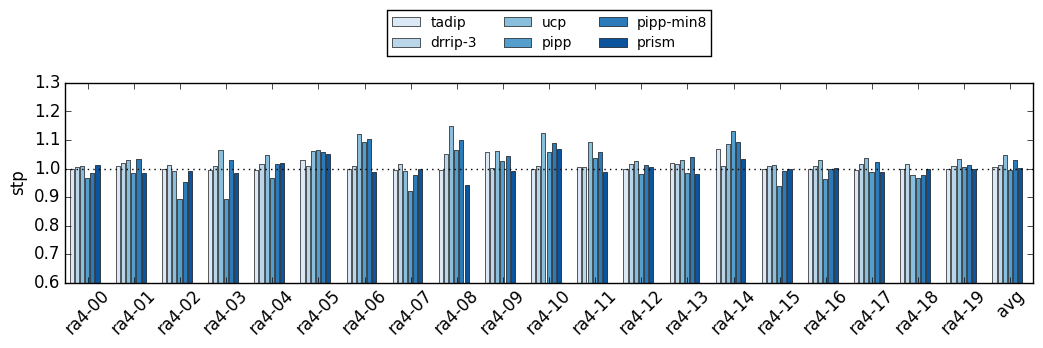 tadip ucp pipp-min8
drrip-3 pipp prism
1.3
1.2
1.1
1.0
0.9
0.8
0.7
0.6
stp
ra4-00 ra4-01 ra4-02 ra4-03 ra4-04 ra4-05 ra4-06 ra4-07 ra4-08 ra4-09 ra4-10 ra4-11 ra4-12 ra4-13 ra4-14 ra4-15 ra4-16 ra4-17 ra4-18 ra4-19 avg